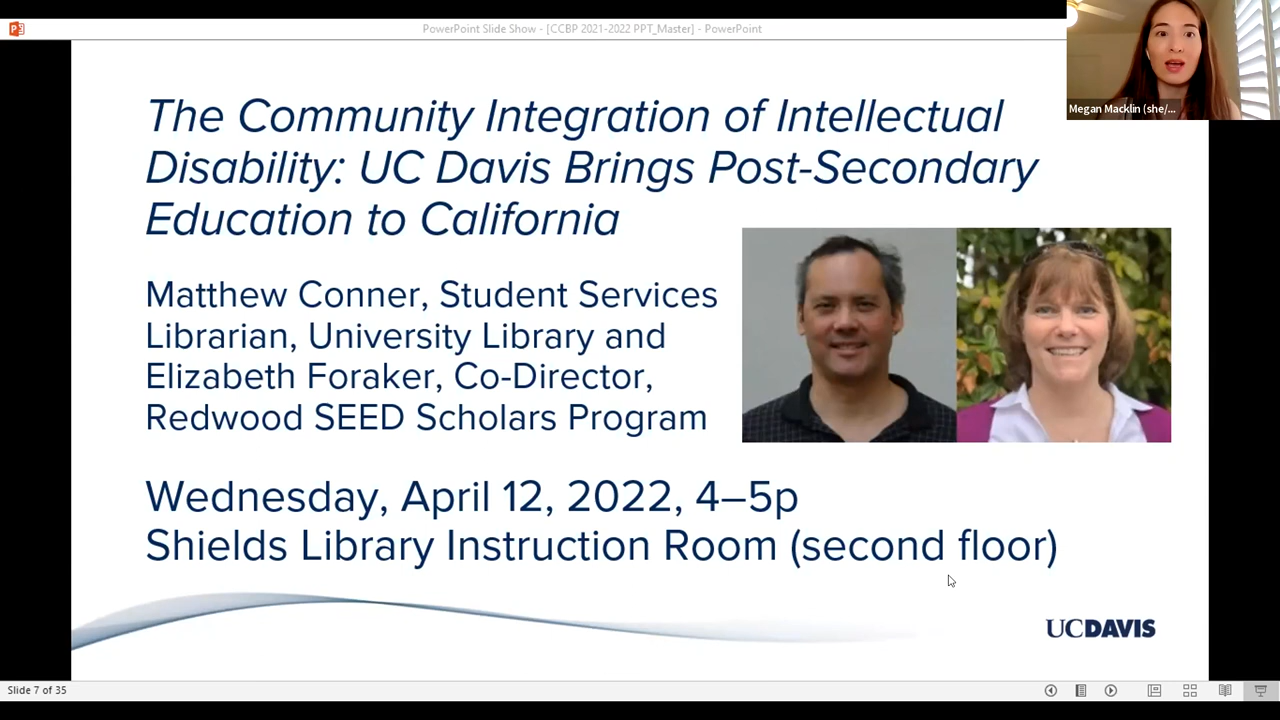 PowerPoint Slide Show - [CCBP 2021-2022 PPT_Master] - PowerPoint
Megan Macklin (she/...
The Community Integration of Intellectual
Disability: UC Davis Brings Post-Secondary
Education to California
Matthew Conner, Student Services
Librarian, University Library and
Elizabeth Foraker, Co-Director,
Redwood SEED Scholars Program
Wednesday, April 12, 2022, 4–5p
Shields Library Instruction Room (second floor)
UCDAVIS
Slide 7 of 35